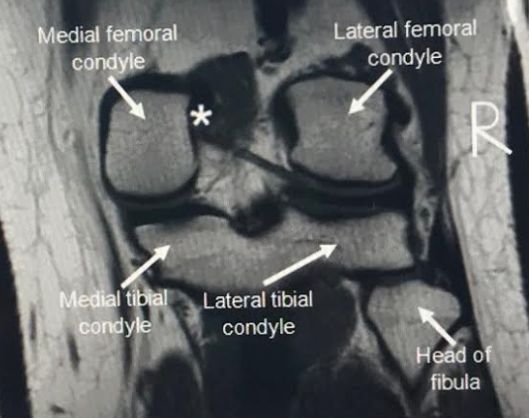 Medial femoral
condyle
Lateral femoral
condyle
*
R
Medial tibial
condyle
Lateral tibial
condyle
Head of
fibula